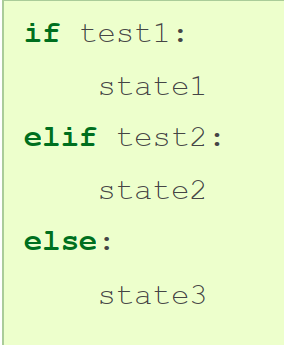 if test1:
    state1
elif test2:
    state2
else:
    state3